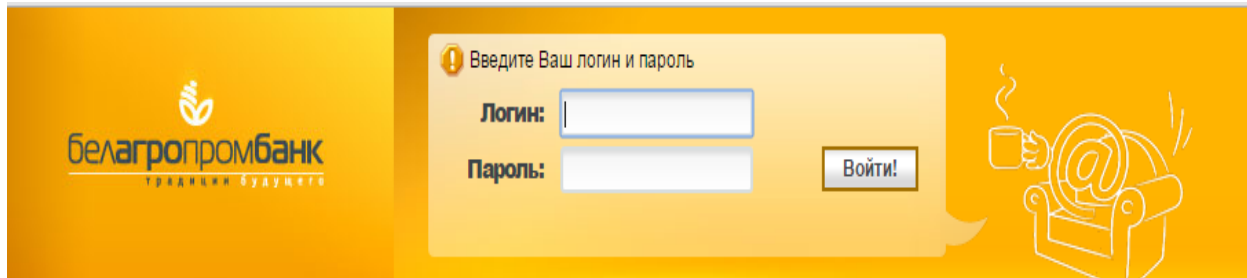 белагропромбанк
традиции будущего
Введите Ваш логин и пароль
Логин:
Пароль:
Войти!
@